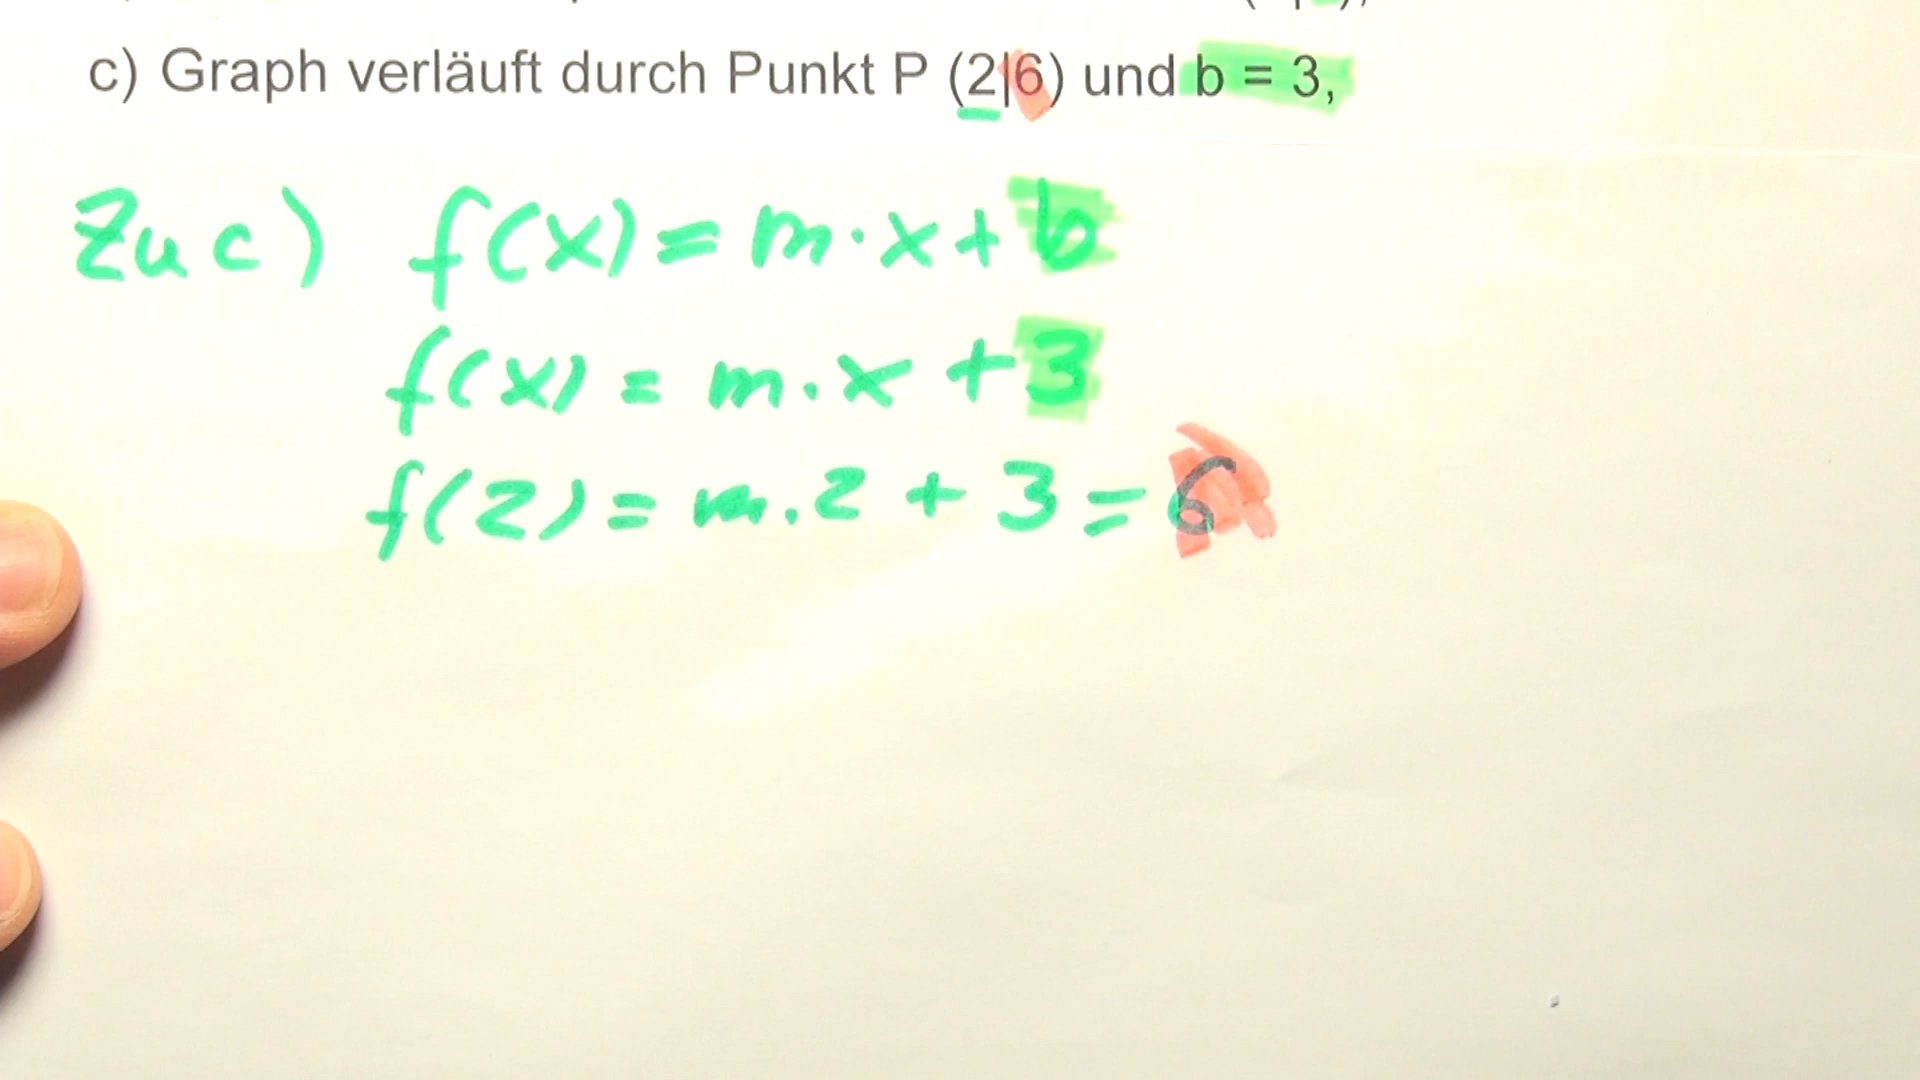 c) Graph verläuft durch Punkt P (2|6) und b = 3,
Zu c) f(x) = m·x + b
f(x) = m·x + 3
f(2) = m·2 + 3 = 6